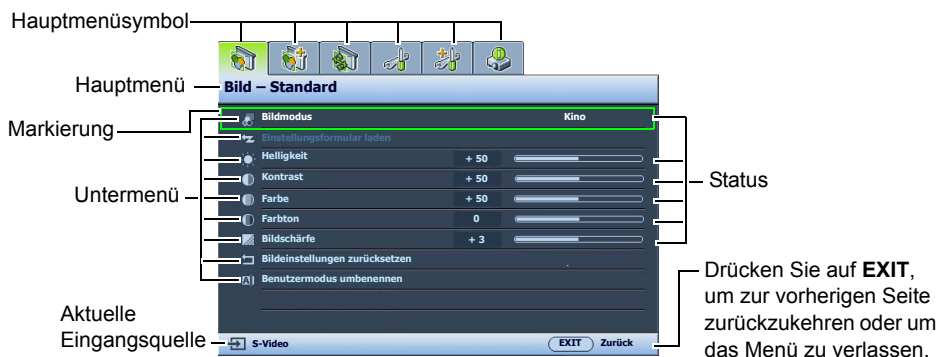 Hauptmenüsymbol
Hauptmenü
Bild – Standard
Markierung
Bildmodus Kino
Einstellungsformular laden
Helligkeit + 50
Kontrast + 50
Untermenü
Status
Farbe + 50
Farbton 0
Bildschärfe + 3
Bildeinstellungen zurücksetzen
AI Benutzermodus umbenennen
Drücken Sie auf EXIT,
um zur vorherigen Seite
zurückzukehren oder um
das Menü zu verlassen.
Aktuelle
Eingangsquelle
S-Video EXIT Zurück